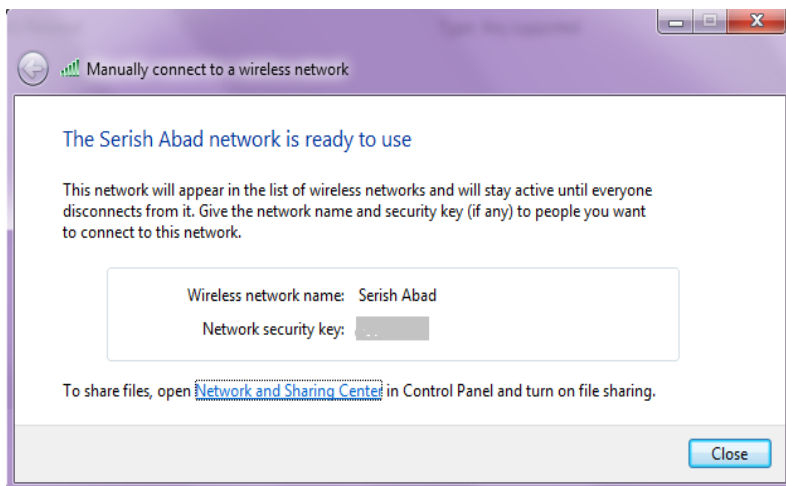 Manually connect to a wireless network
The Serish Abad network is ready to use
This network will appear in the list of wireless networks and will stay active until everyone
disconnects from it. Give the network name and security key (if any) to people you want
to connect to this network.
Wireless network name: Serish Abad
Network security key:
To share files, open Network and Sharing Center in Control Panel and turn on file sharing.
Close